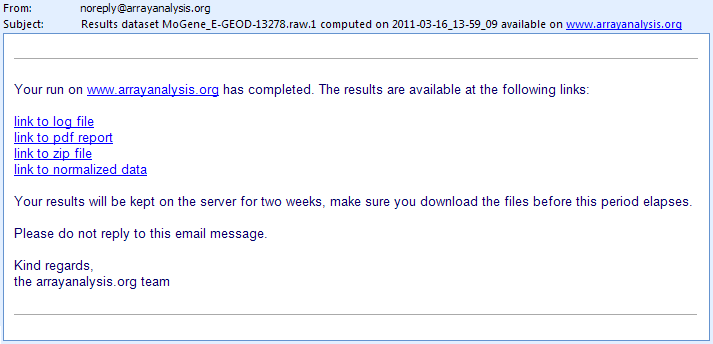 From: noreply@arrayanalysis.org
Subject: Results dataset MoGene_E-GEOD-13278.raw.1 computed on 2011-03-16_13-59_09 available on www.arrayanalysis.org
Your run on www.arrayanalysis.org has completed. The results are available at the following links:
link to log file
link to pdf report
link to zip file
link to normalized data
Your results will be kept on the server for two weeks, make sure you download the files before this period elapses.
Please do not reply to this email message.
Kind regards,
the arrayanalysis.org team